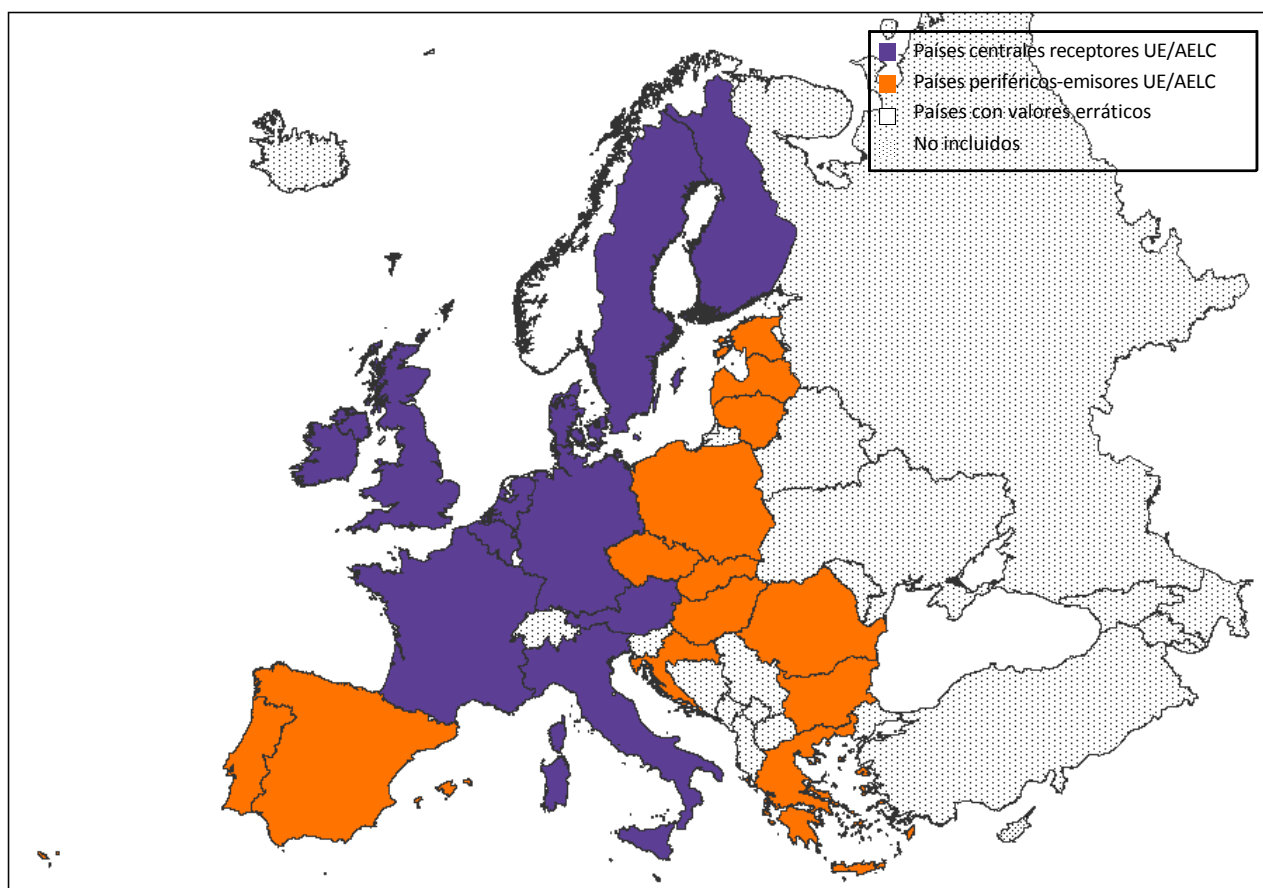 Países centrales receptores UE/AELC
Países periféricos-emisores UE/AELC
Países con valores erráticos
No incluidos